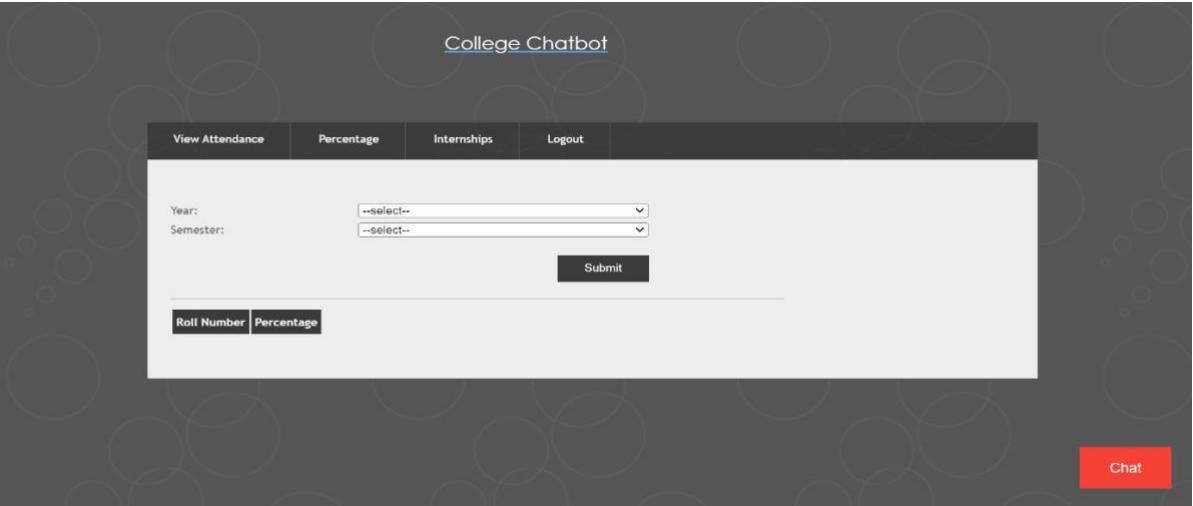 College Chatbot
View Attendance Percentage Internships Logout
Year: --select--
Semester: --select--
Submit
Roll Number Percentage
Chat